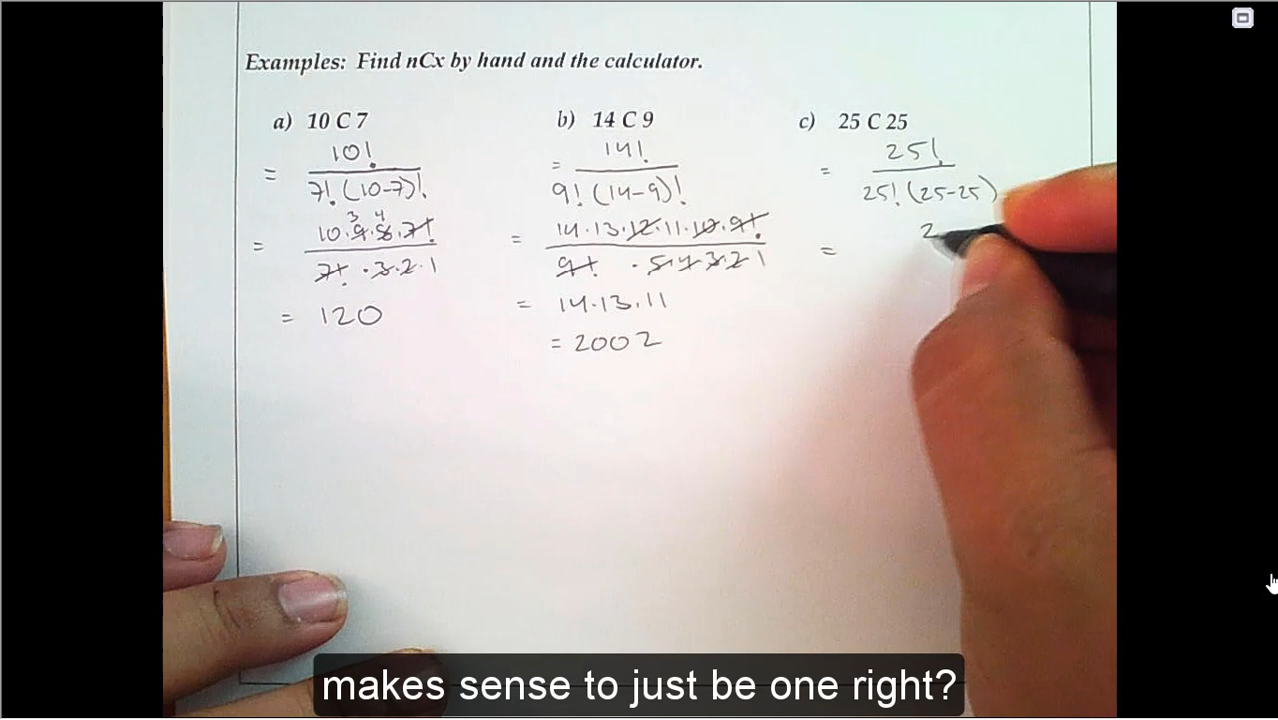 Examples: Find nCx by hand and the calculator.
a) 10 C 7
= 10!
7! (10-7)!
= 10·9·8·7! 3 4
7! ·3·2·1
= 120
b) 14 C 9
= 14!
9! (14-9)!
= 14·13·12·11·10·9!
9! ·5·4·3·2 1
= 14·13·11
= 2002
c) 25 C 25
= 25!
25! (25-25)
= 2
makes sense to just be one right?